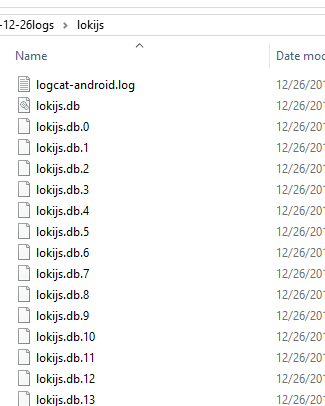 -12-26logs > lokijs
Name Date mod
logcat-android.log 12/26/201
lokijs.db 12/26/201
lokijs.db.0 12/26/201
lokijs.db.1 12/26/201
lokijs.db.2 12/26/201
lokijs.db.3 12/26/201
lokijs.db.4 12/26/201
lokijs.db.5 12/26/201
lokijs.db.6 12/26/201
lokijs.db.7 12/26/201
lokijs.db.8 12/26/201
lokijs.db.9 12/26/201
lokijs.db.10 12/26/201
lokijs.db.11 12/26/201
lokijs.db.12 12/26/201
lokijs.db.13 12/26/201